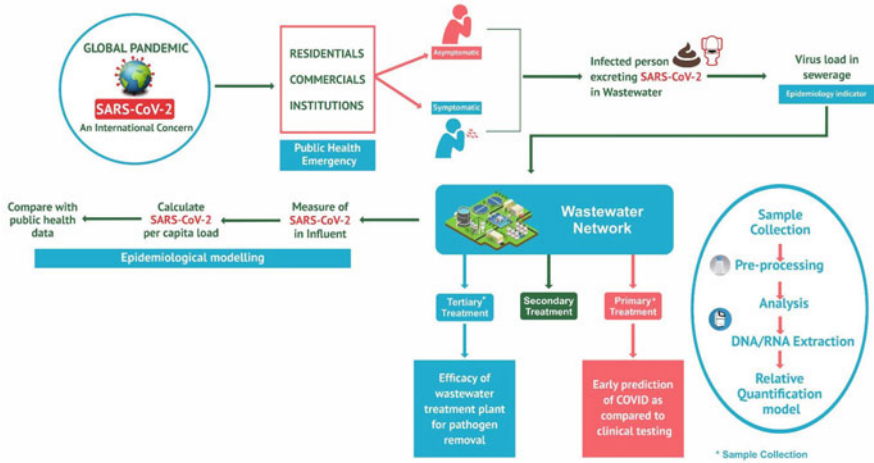 GLOBAL PANDEMIC
SARS-CoV-2
An International Concern
RESIDENTIALS
COMMERCIALS
INSTITUTIONS
Public Health
Emergency
Asymptomatic
Symptomatic
Infected person
excreting SARS-CoV-2
in Wastewater
Virus load in
sewerage
Epidemiology indicator
Compare with
public health
data
Calculate
SARS-CoV-2
per capita load
Measure of
SARS-CoV-2
in Influent
Epidemiological modelling
Wastewater
Network
Tertiary*
Treatment
Secondary
Treatment
Primary*
Treatment
Efficacy of
wastewater
treatment plant
for pathogen
removal
Early prediction
of COVID as
compared to
clinical testing
Sample
Collection
Pre-processing
Analysis
DNA/RNA Extraction
Relative
Quantification
model
* Sample Collection